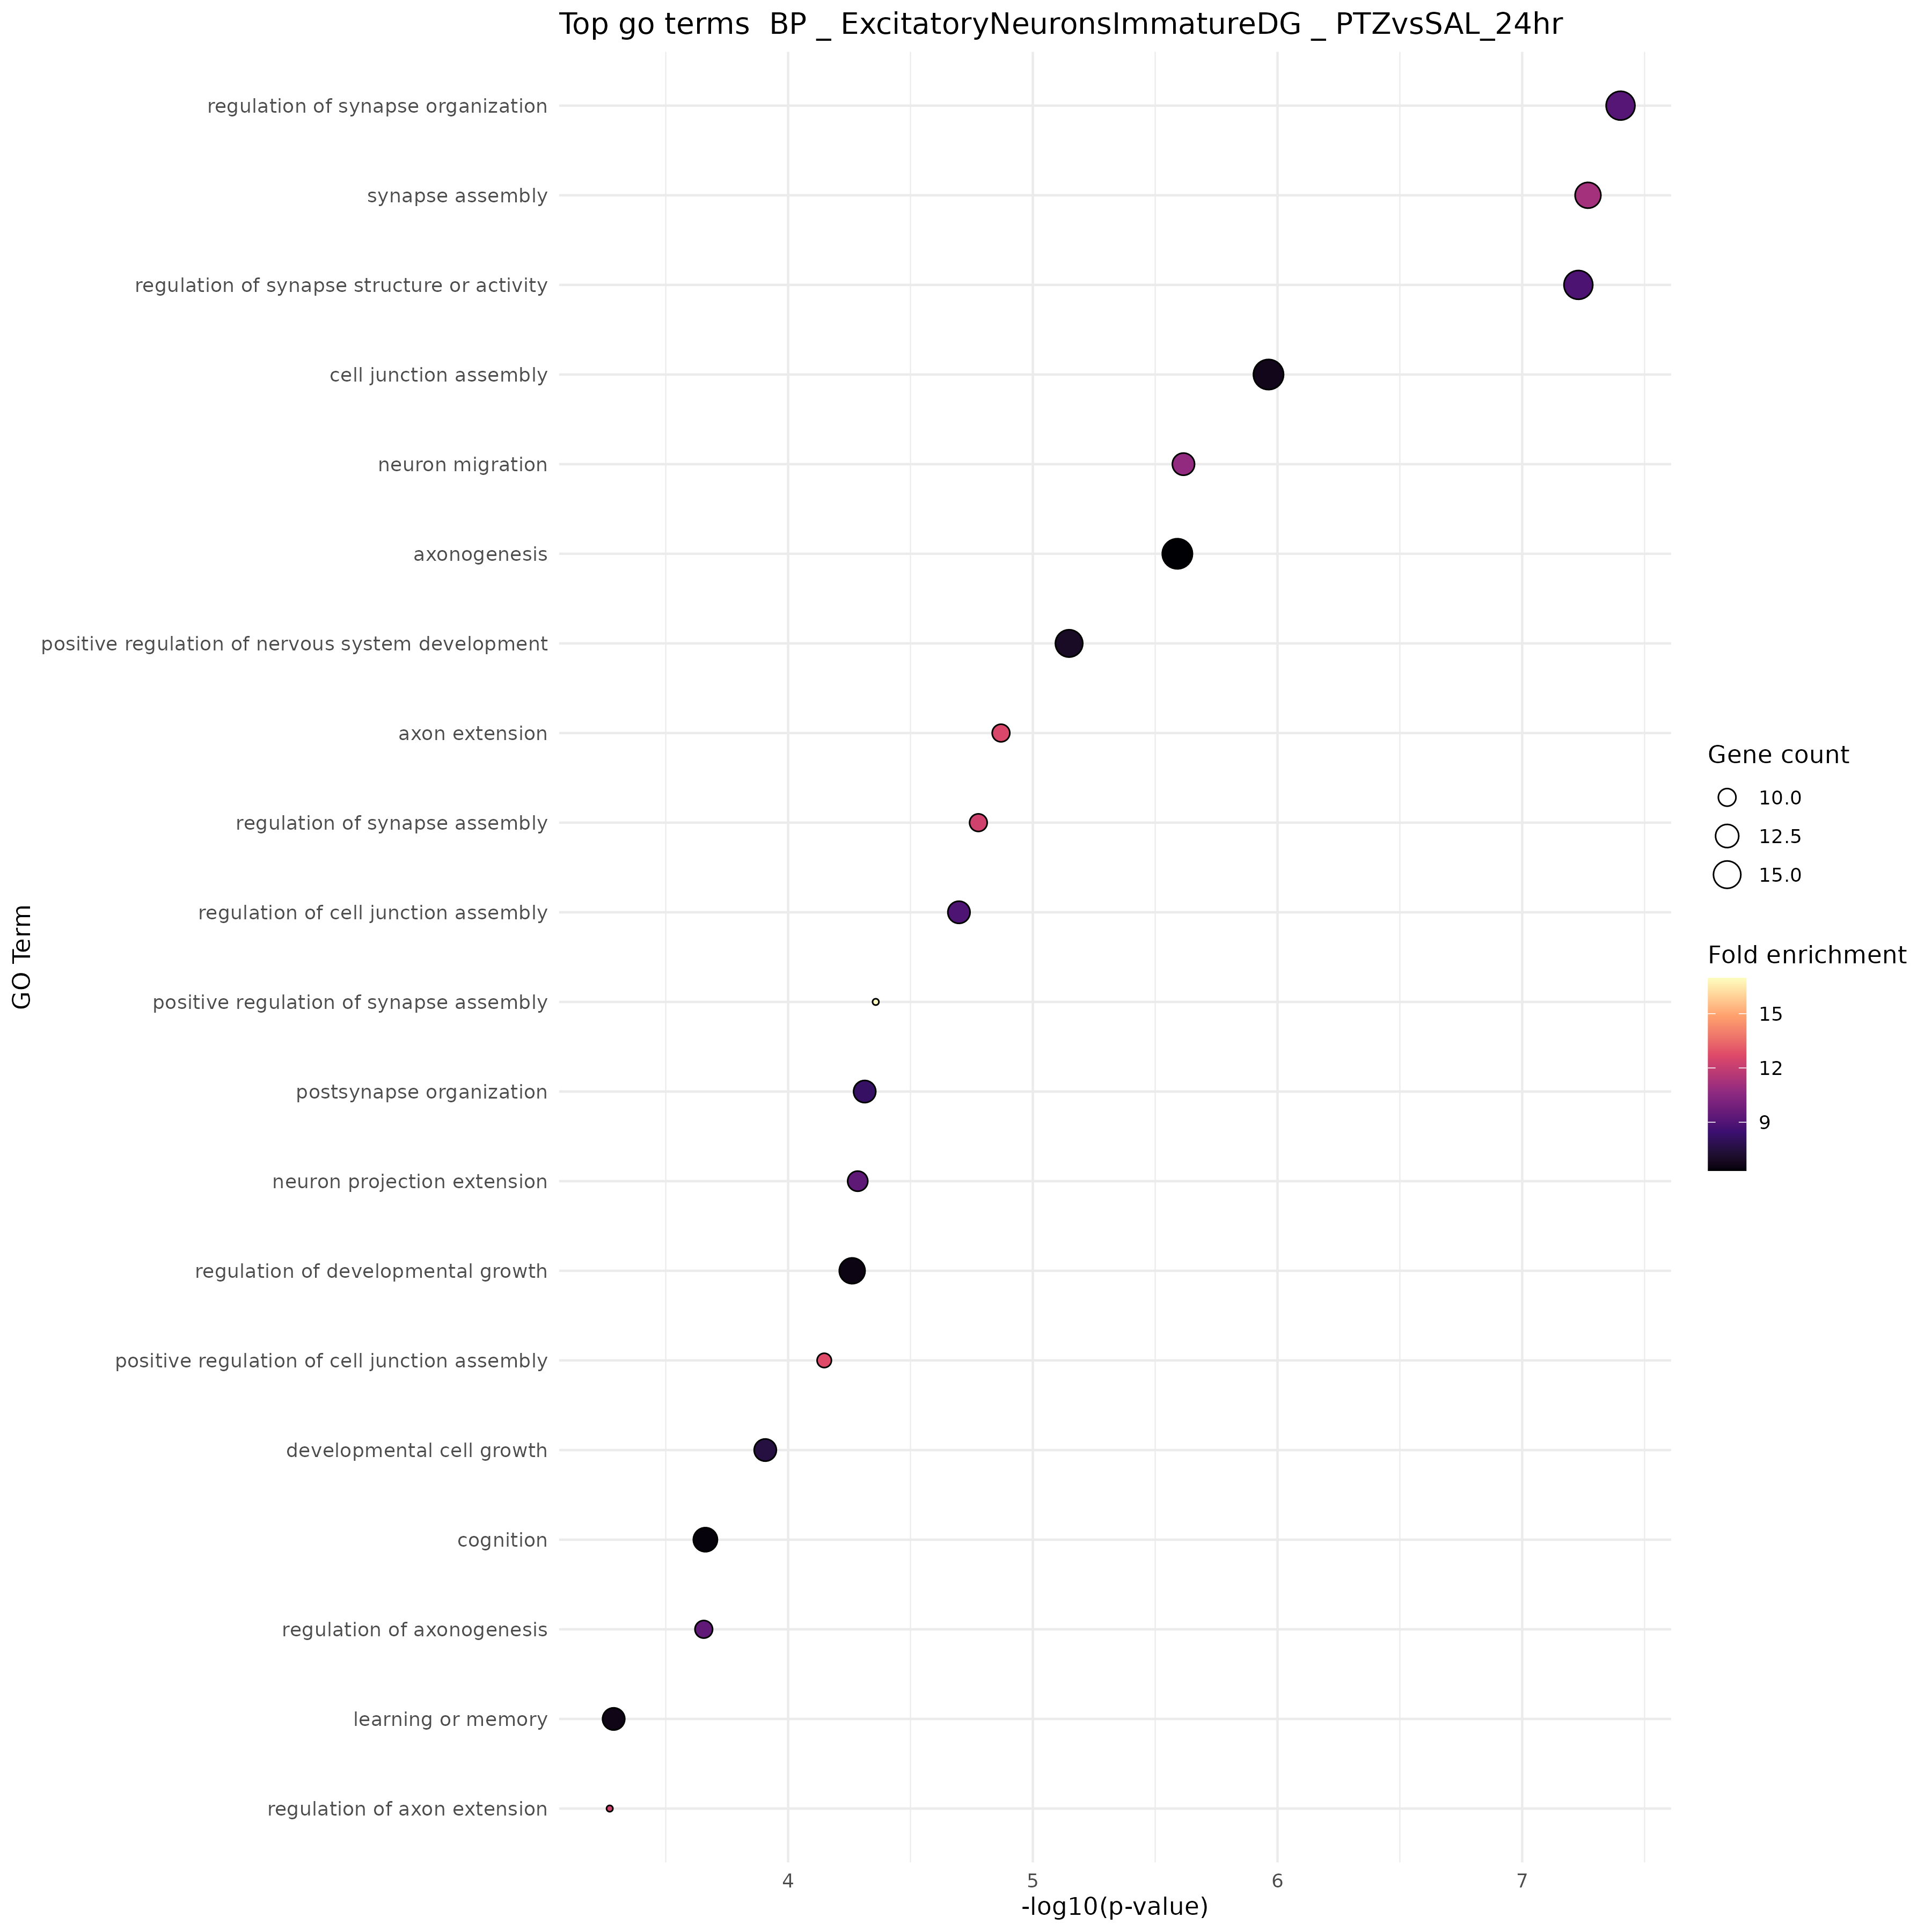 Top go terms  BP _ ExcitatoryNeuronsImmatureDG _ PTZvsSAL_24hr
GO Term
regulation of synapse organization
synapse assembly
regulation of synapse structure or activity
cell junction assembly
neuron migration
axonogenesis
positive regulation of nervous system development
axon extension
regulation of synapse assembly
regulation of cell junction assembly
positive regulation of synapse assembly
postsynapse organization
neuron projection extension
regulation of developmental growth
positive regulation of cell junction assembly
developmental cell growth
cognition
regulation of axonogenesis
learning or memory
regulation of axon extension
4 5 6 7
-log10(p-value)
Gene count
10.0
12.5
15.0
Fold enrichment
15
12
9